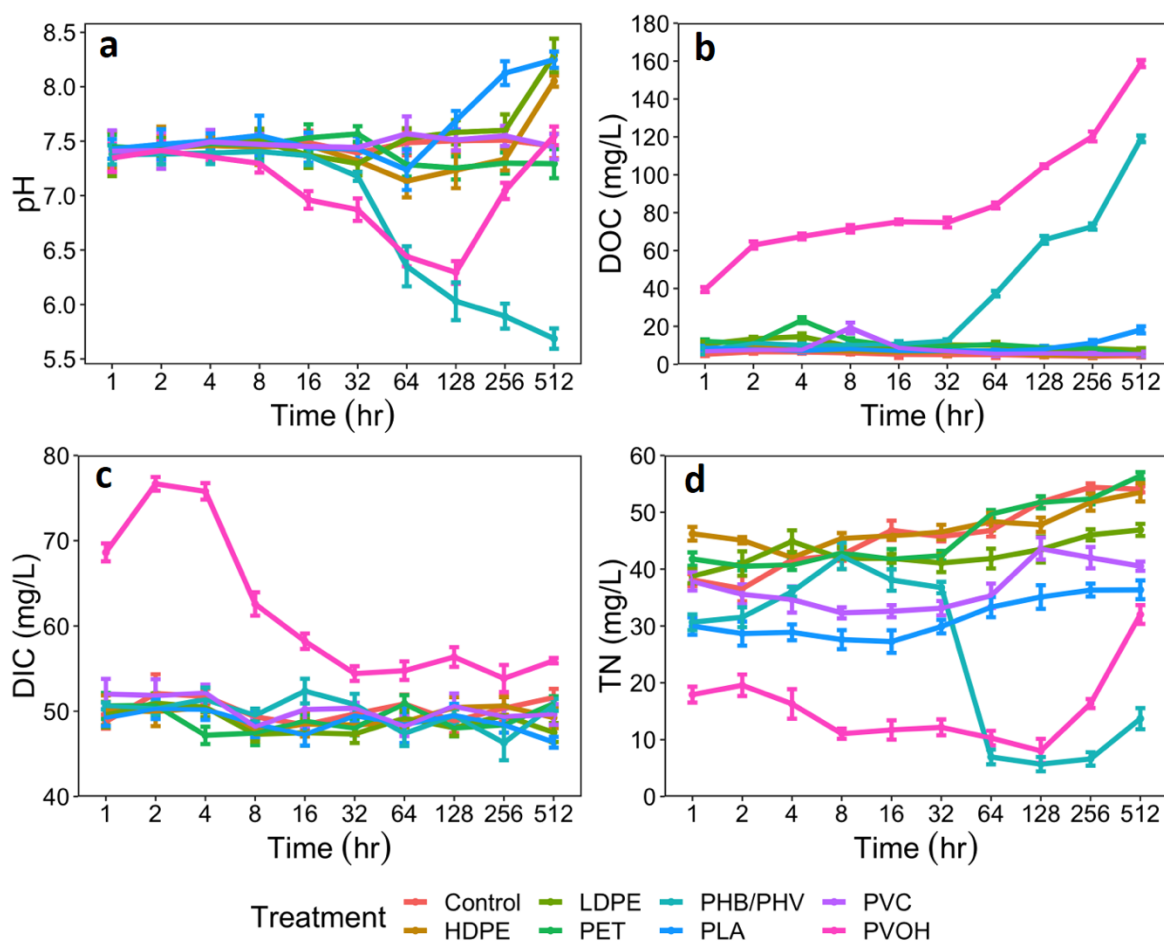 a
8.5
8.0
7.5
7.0
6.5
6.0
5.5
pH
1 2 4 8 16 32 64 128 256 512
Time (hr)
b
180
160
140
120
100
80
60
40
20
0
DOC (mg/L)
1 2 4 8 16 32 64 128 256 512
Time (hr)
c
80
70
60
50
40
DIC (mg/L)
1 2 4 8 16 32 64 128 256 512
Time (hr)
d
60
50
40
30
20
10
0
TN (mg/L)
1 2 4 8 16 32 64 128 256 512
Time (hr)
Treatment
Control LDPE PHB/PHV PVC
HDPE PET PLA PVOH